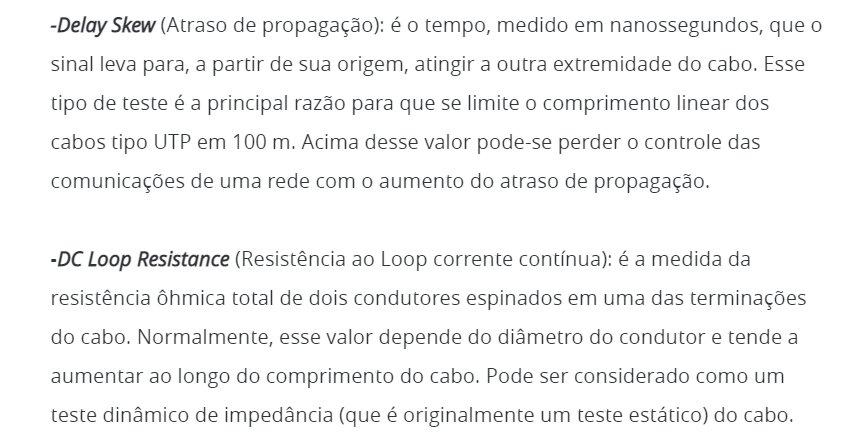 -Delay Skew (Atraso de propagação): é o tempo, medido em nanossegundos, que o
sinal leva para, a partir de sua origem, atingir a outra extremidade do cabo. Esse
tipo de teste é a principal razão para que se limite o comprimento linear dos
cabos tipo UTP em 100 m. Acima desse valor pode-se perder o controle das
comunicações de uma rede com o aumento do atraso de propagação.
-DC Loop Resistance (Resistência ao Loop corrente contínua): é a medida da
resistência ôhmica total de dois condutores espinados em uma das terminações
do cabo. Normalmente, esse valor depende do diâmetro do condutor e tende a
aumentar ao longo do comprimento do cabo. Pode ser considerado como um
teste dinâmico de impedância (que é originalmente um teste estático) do cabo.